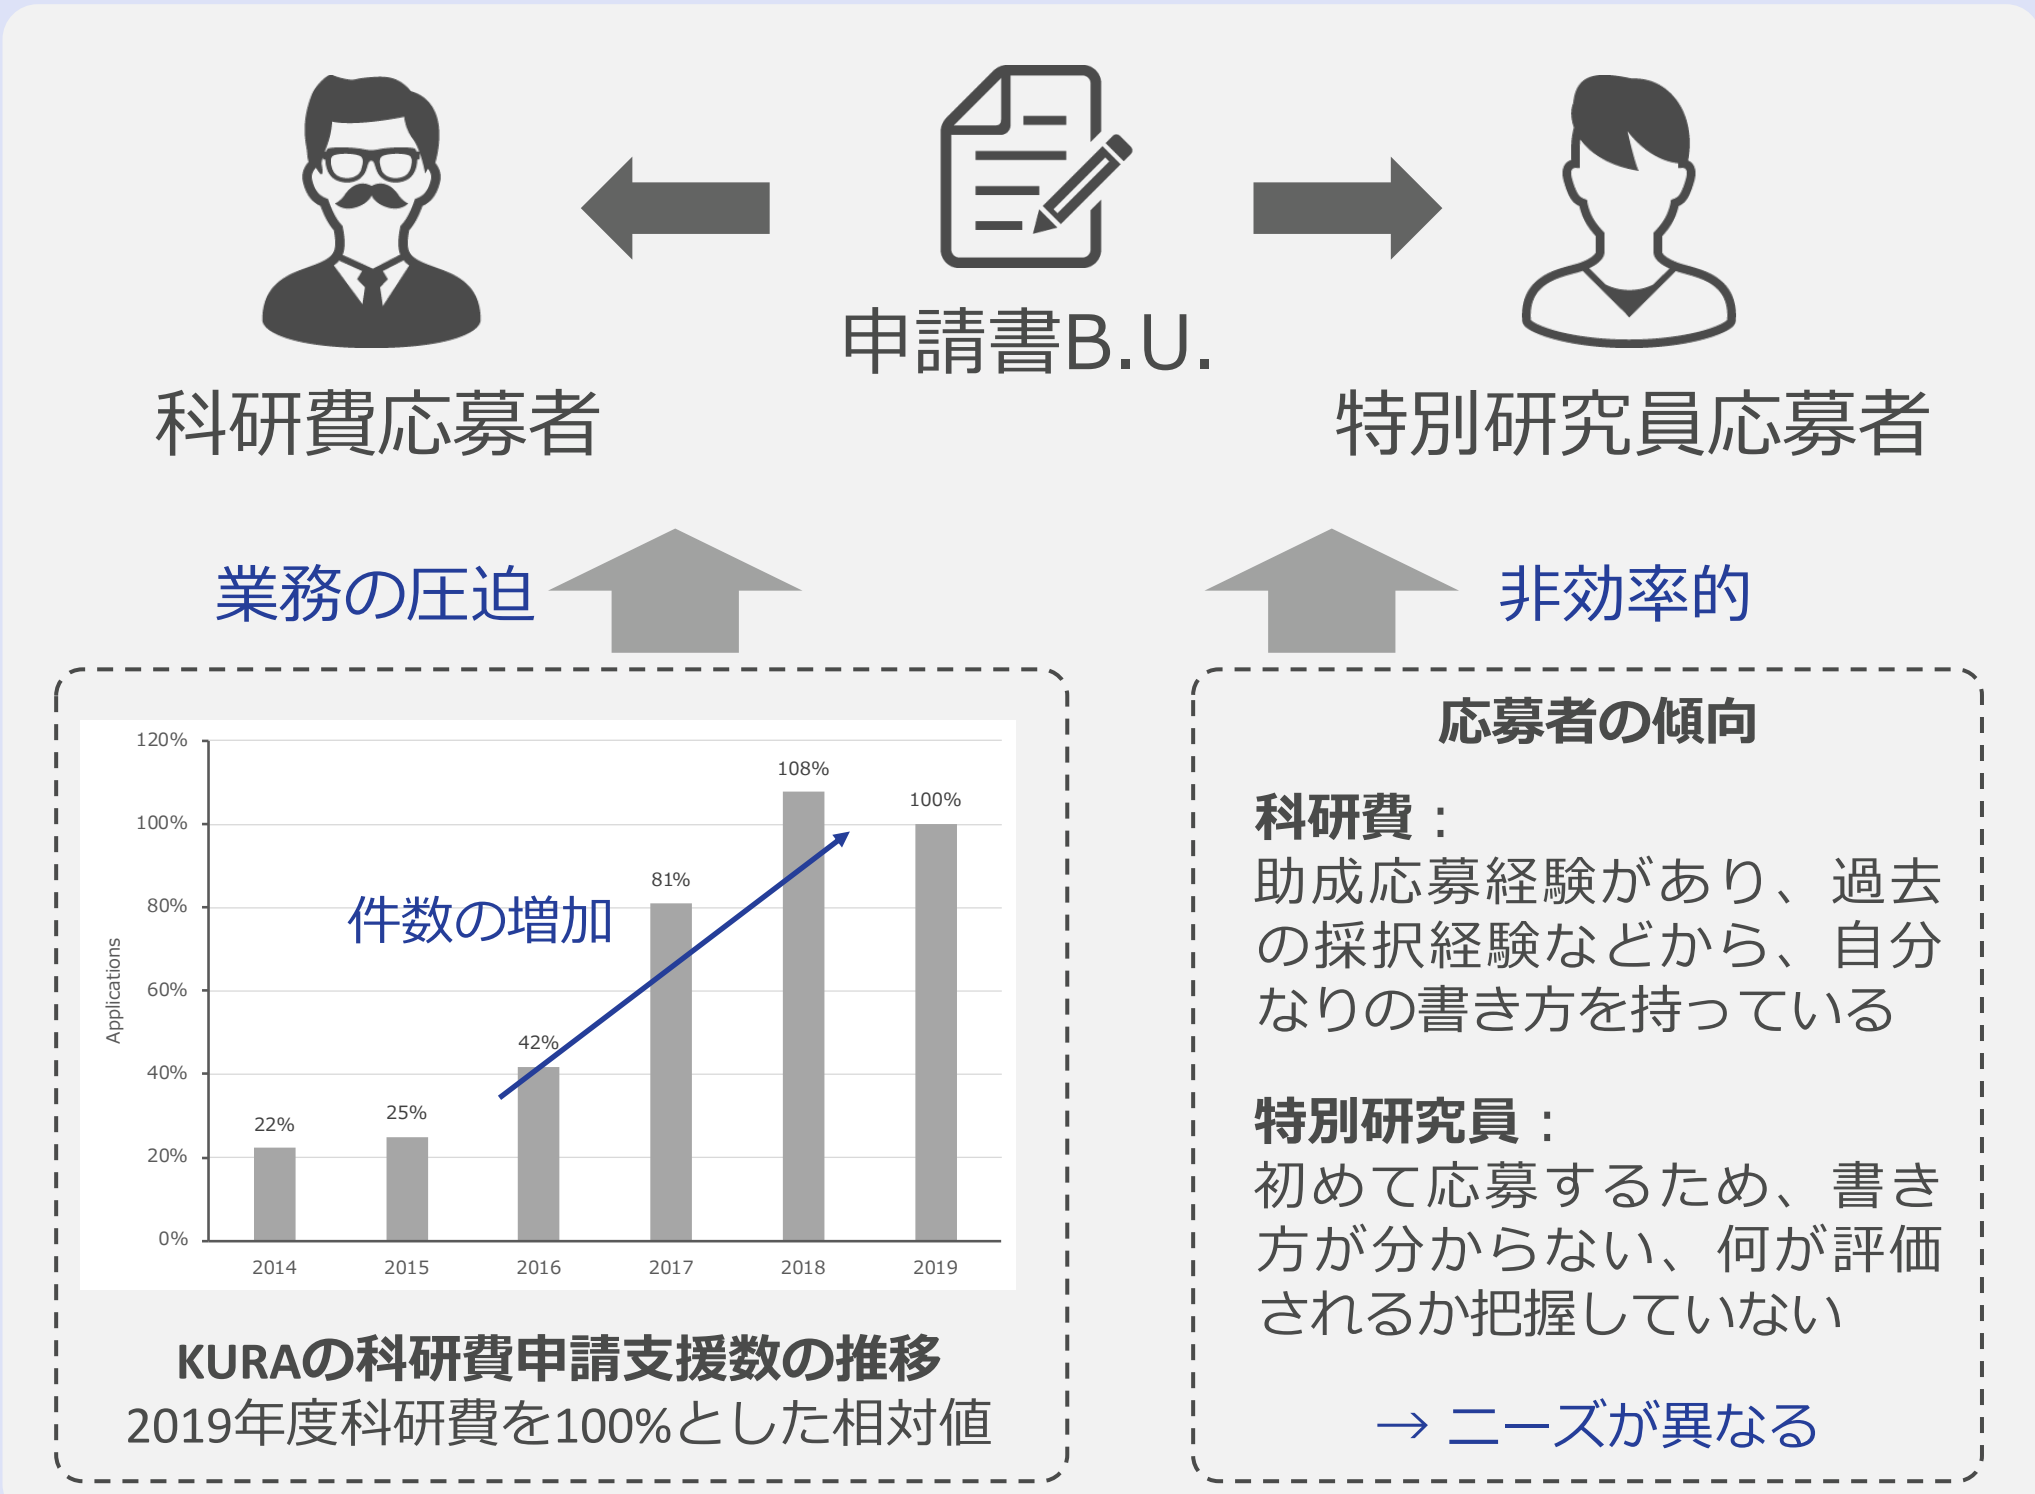 申請書B.U.
科研費応募者
特別研究員応募者
業務の圧迫
非効率的
120%
100%
80%
60%
40%
20%
0%
Applications
22%
25%
42%
81%
108%
100%
件数の増加
2014
2015
2016
2017
2018
2019
KURAの科研費申請支援数の推移
2019年度科研費を100%とした相対値
応募者の傾向
科研費：
助成応募経験があり、過去
の採択経験などから、自分
なりの書き方を持っている
特別研究員：
初めて応募するため、書き
方が分からない、何が評価
されるか把握していない
→ ニーズが異なる